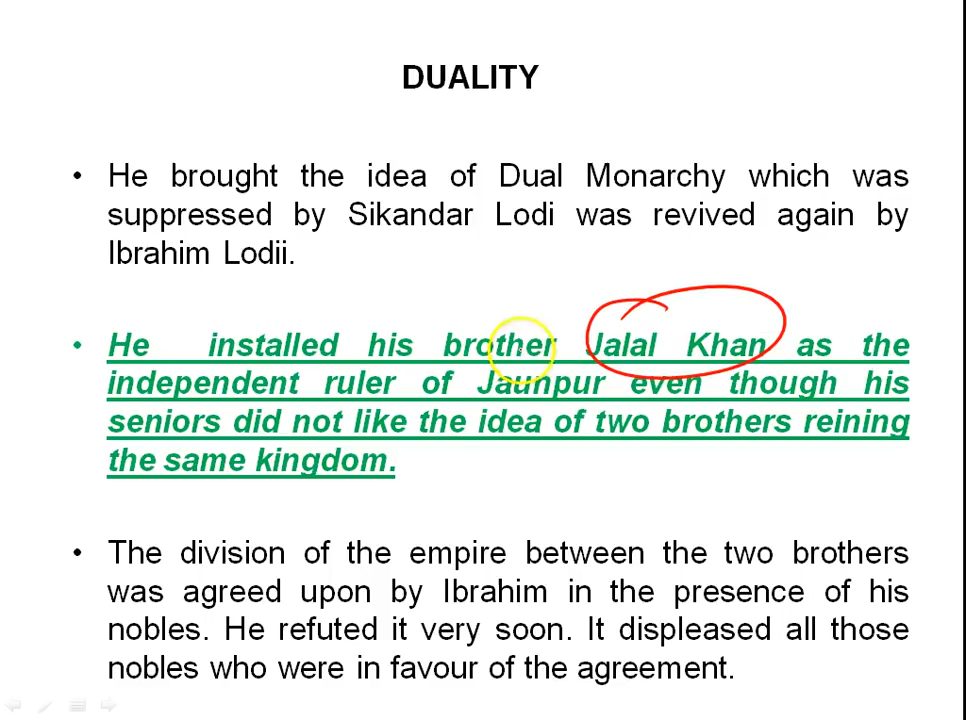 DUALITY
• He brought the idea of Dual Monarchy which was
suppressed by Sikandar Lodi was revived again by
Ibrahim Lodii.
• He installed his brother Jalal Khan as the
independent ruler of Jaunpur even though his
seniors did not like the idea of two brothers reining
the same kingdom.
• The division of the empire between the two brothers
was agreed upon by Ibrahim in the presence of his
nobles. He refuted it very soon. It displeased all those
nobles who were in favour of the agreement.